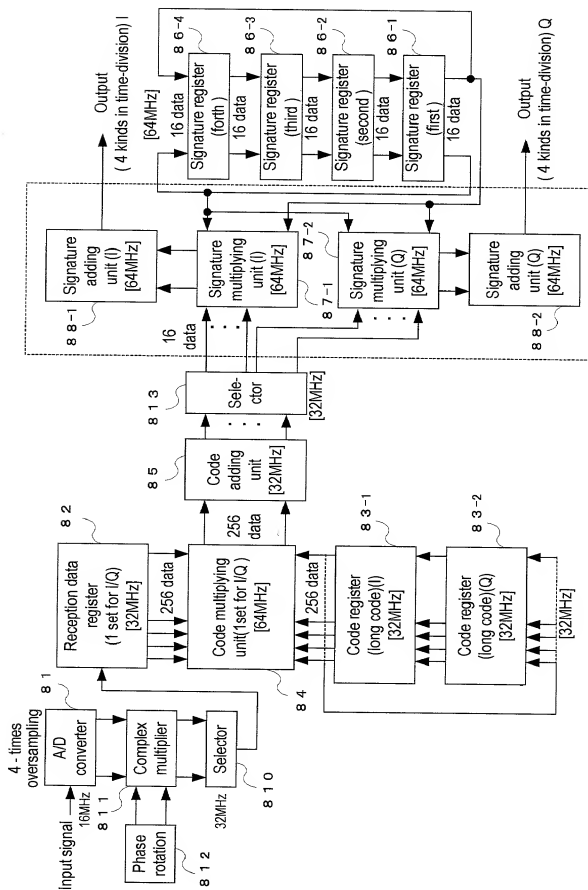 4 - times
oversampling
Input signal
16MHz
A/D
converter
8 1
Complex
multiplier
8 1 1
Phase
rotation
8 1 2
32MHz
Selector
8 1 0
Reception data
register
(1 set for I/Q)
[32MHz]
8 2
256 data
Code multiplying
unit(1set for I/Q )
[64MHz]
8 4
256 data
Code register
(long code)(I)
[32MHz]
8 3-1
Code register
(long code)(Q)
[32MHz]
8 3-2
256
data
Code
adding
unit
[32MHz]
8 5
Sele-
ctor
[32MHz]
8 1 3
16
data
Signature
adding
unit (I)
[64MHz]
8 8-1
Signature
multiplying
unit (I)
[64MHz]
8 7-1
Signature
multiplying
unit (Q)
[64MHz]
8 7-2
Signature
adding
unit (Q)
[64MHz]
8 8-2
Output
( 4 kinds in time-division) I
[64MHz]
16 data
Signature register
(forth )
8 6-4
16 data
Signature register
(third )
8 6-3
16 data
Signature register
(second )
8 6-2
16 data
Signature register
(first )
8 6-1
16 data
Output
( 4 kinds in time-division) Q